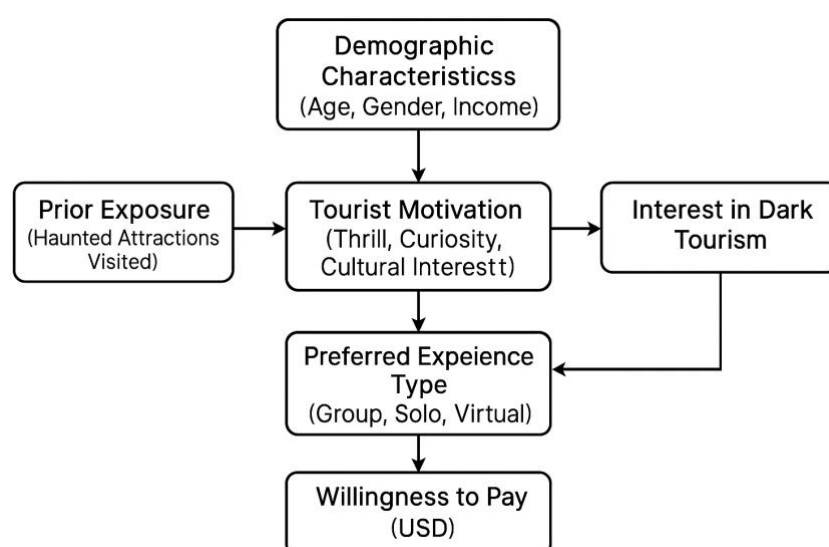 Demographic
Characteristicss
(Age, Gender, Income)
Prior Exposure
(Haunted Attractions
Visited)
Tourist Motivation
(Thrill, Curiosity,
Cultural Interestt)
Interest in Dark
Tourism
Preferred Expeience
Type
(Group, Solo, Virtual)
Willingness to Pay
(USD)